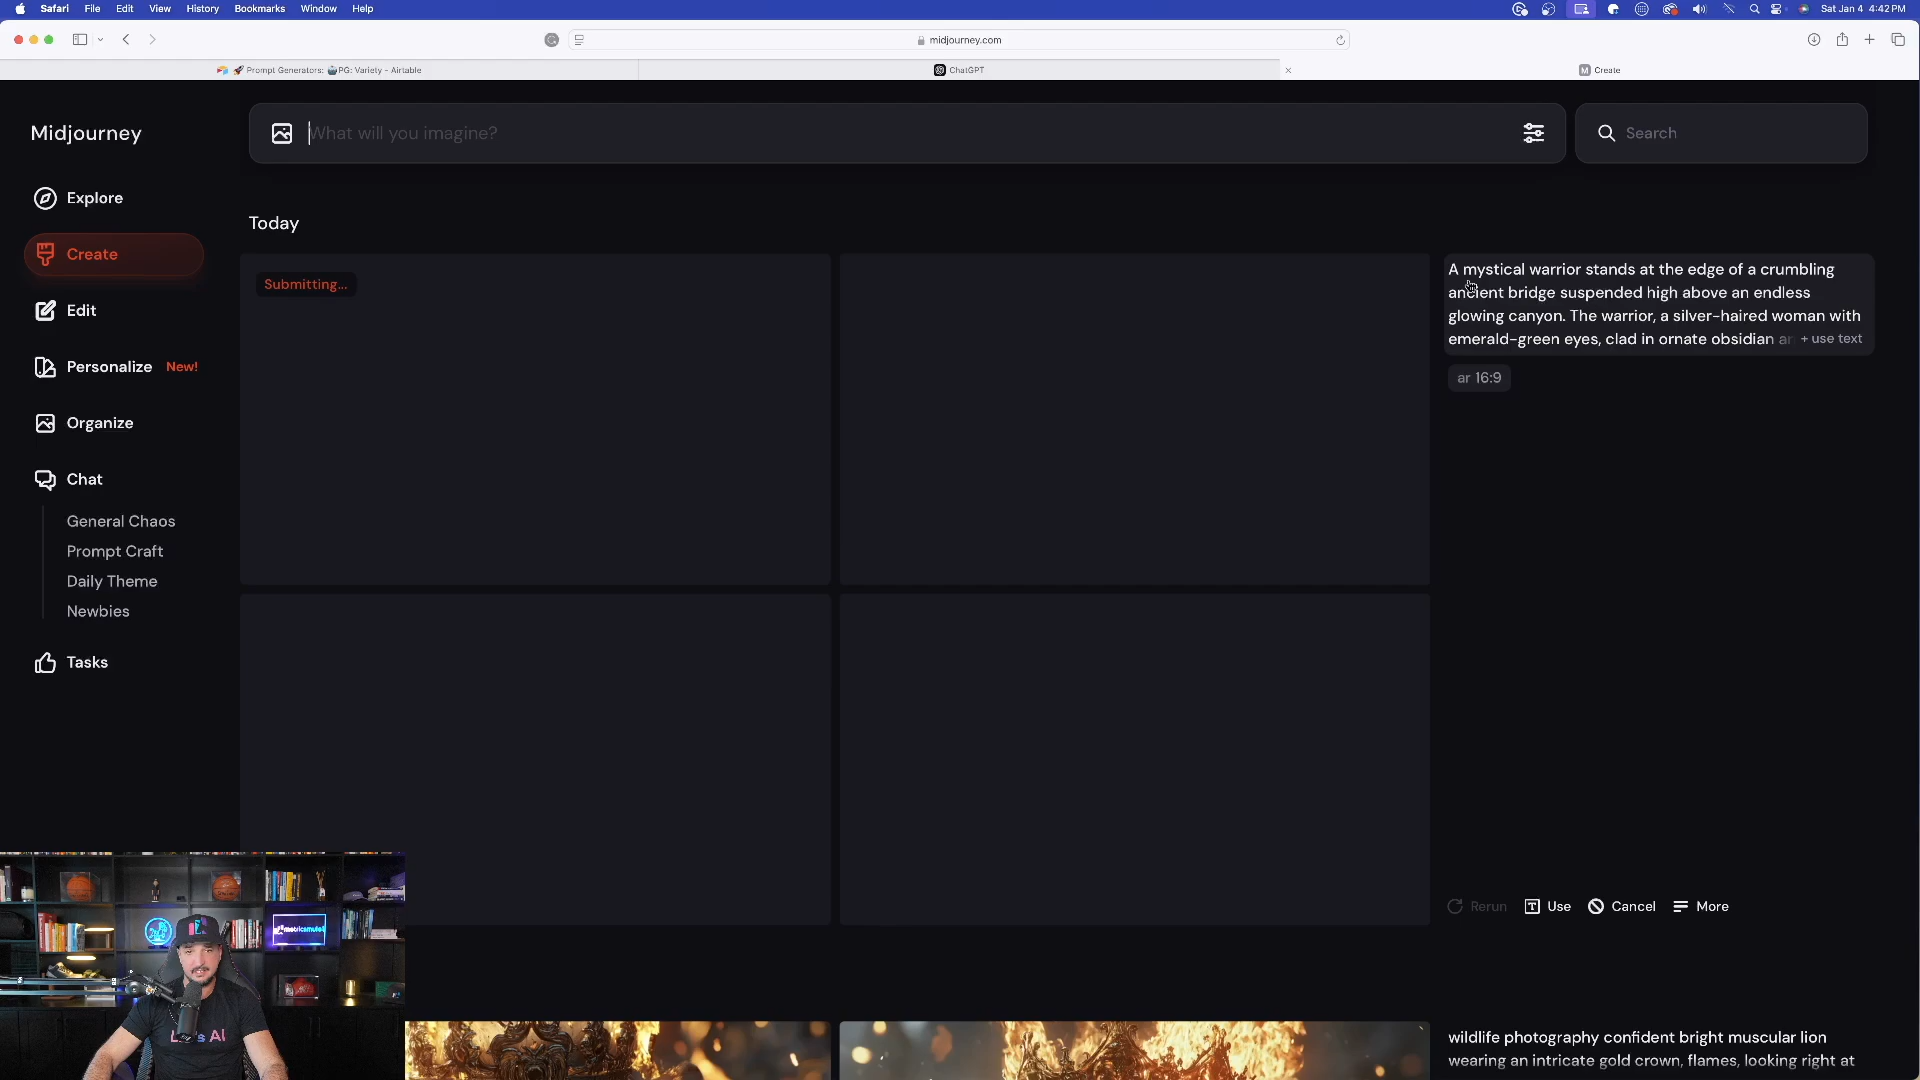 Safari File Edit View History Bookmarks Window Help
Sat Jan 4 4:42 PM
midjourney.com
🚀 Prompt Generators: 🤖PG: Variety - Airtable
ChatGPT
M Create
Midjourney
What will you imagine?
Search
Explore
Create
Edit
Personalize New!
Organize
Chat
General Chaos
Prompt Craft
Daily Theme
Newbies
Tasks
Today
Submitting...
A mystical warrior stands at the edge of a crumbling
ancient bridge suspended high above an endless
glowing canyon. The warrior, a silver-haired woman with
emerald-green eyes, clad in ornate obsidian ar + use text
ar 16:9
Rerun Use Cancel More
wildlife photography confident bright muscular lion
wearing an intricate gold crown, flames, looking right at